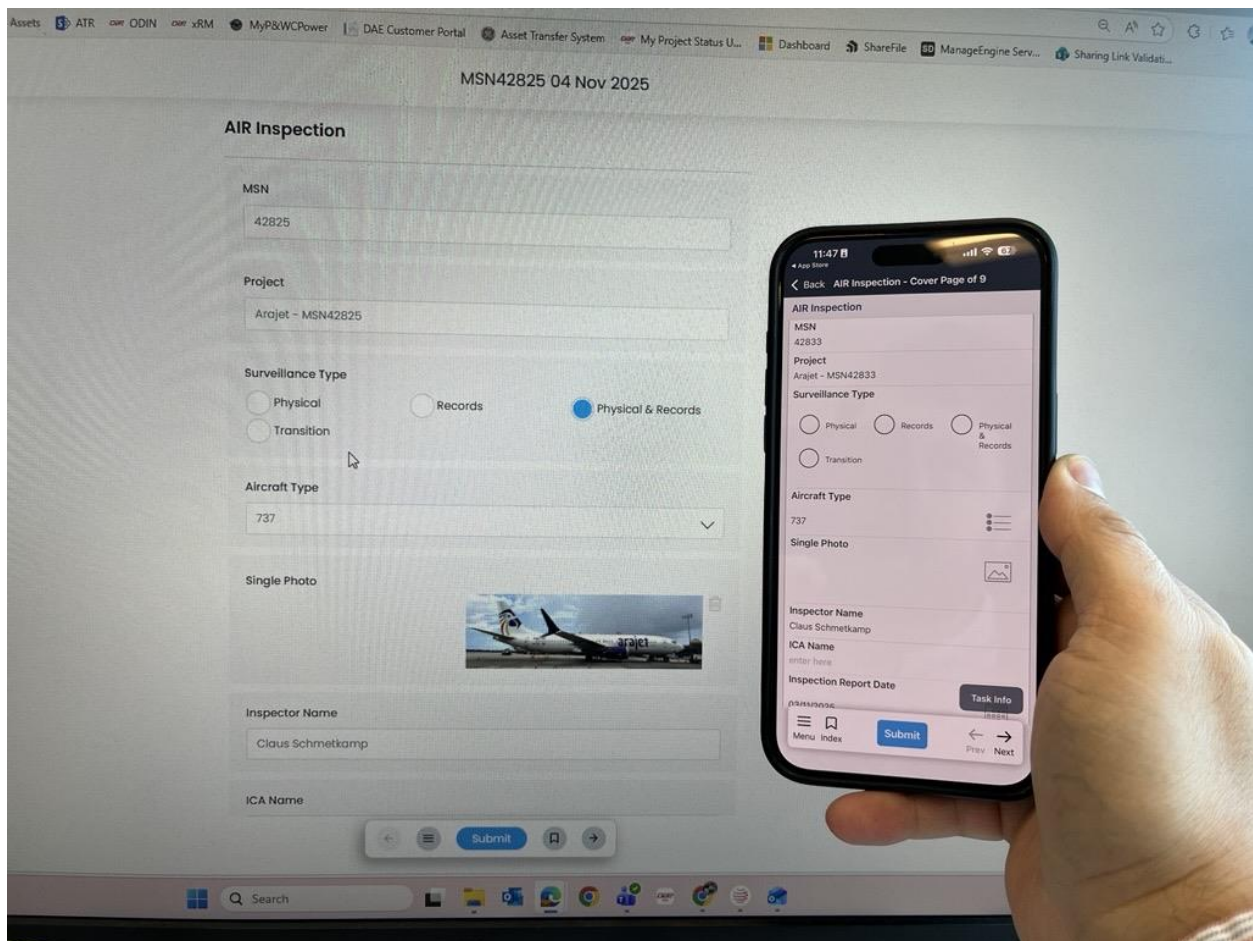 Assets ATR ODIN xRM MyP&WCPower DAE Customer Portal Asset Transfer System My Project Status U... Dashboard ShareFile ManageEngine Serv... Sharing Link Validati...
MSN42825 04 Nov 2025
AIR Inspection
MSN
42825
Project
Arajet - MSN42825
Surveillance Type
Physical Records Physical & Records
Transition
Aircraft Type
737
Single Photo
arajet
Inspector Name
Claus Schmetkamp
ICA Name
Submit
Search
11:47
App Store
Back AIR Inspection - Cover Page of 9
AIR Inspection
MSN
42833
Project
Arajet - MSN42833
Surveillance Type
Physical Records Physical
&
Records
Transition
Aircraft Type
737
Single Photo
Inspector Name
Claus Schmetkamp
ICA Name
enter here
Inspection Report Date
Task Info
Menu Index Submit Prev Next